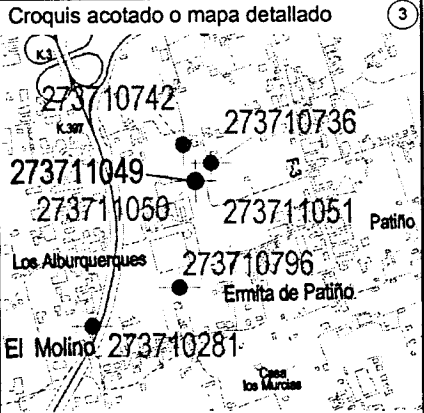 Croquis acotado o mapa detallado
3
K.3
273710742
K.397
273710736
273711049
273711050
273711051
Patiño
Los Alburquerques
273710796
Ermita de Patiño
El Molino
273710281
Casa
los Murcias